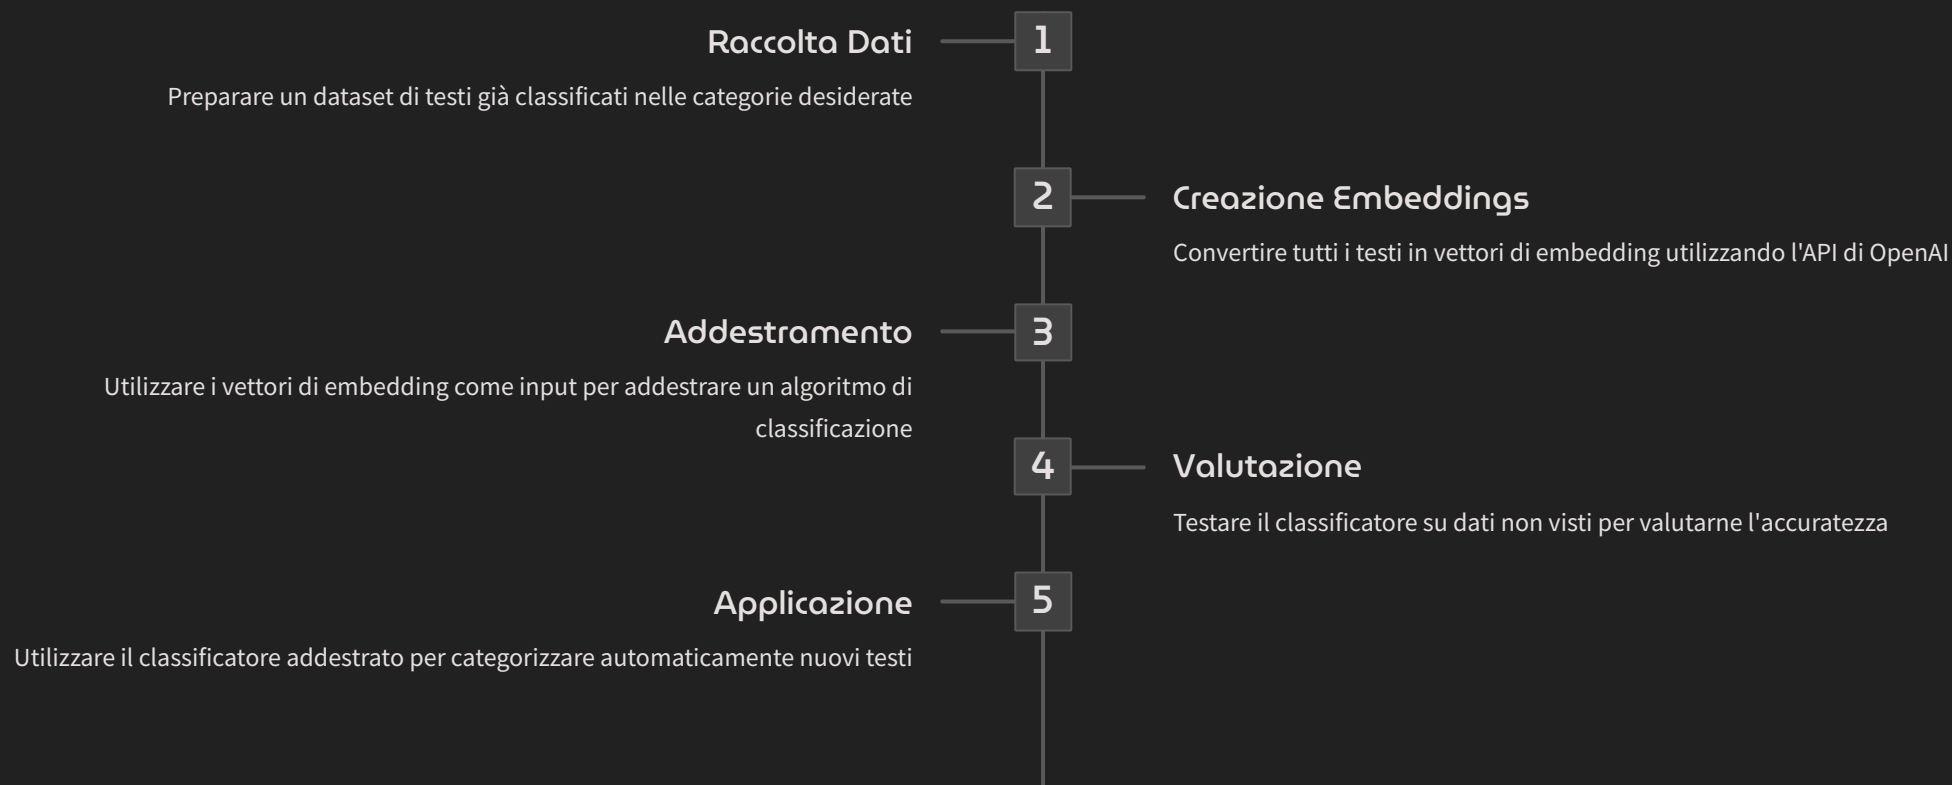 Raccolta Dati
1
Preparare un dataset di testi già classificati nelle categorie desiderate
2
Creazione Embeddings
Convertire tutti i testi in vettori di embedding utilizzando l'API di OpenAI
Addestramento
3
Utilizzare i vettori di embedding come input per addestrare un algoritmo di
classificazione
4
Valutazione
Testare il classificatore su dati non visti per valutarne l'accuratezza
Applicazione
5
Utilizzare il classificatore addestrato per categorizzare automaticamente nuovi testi